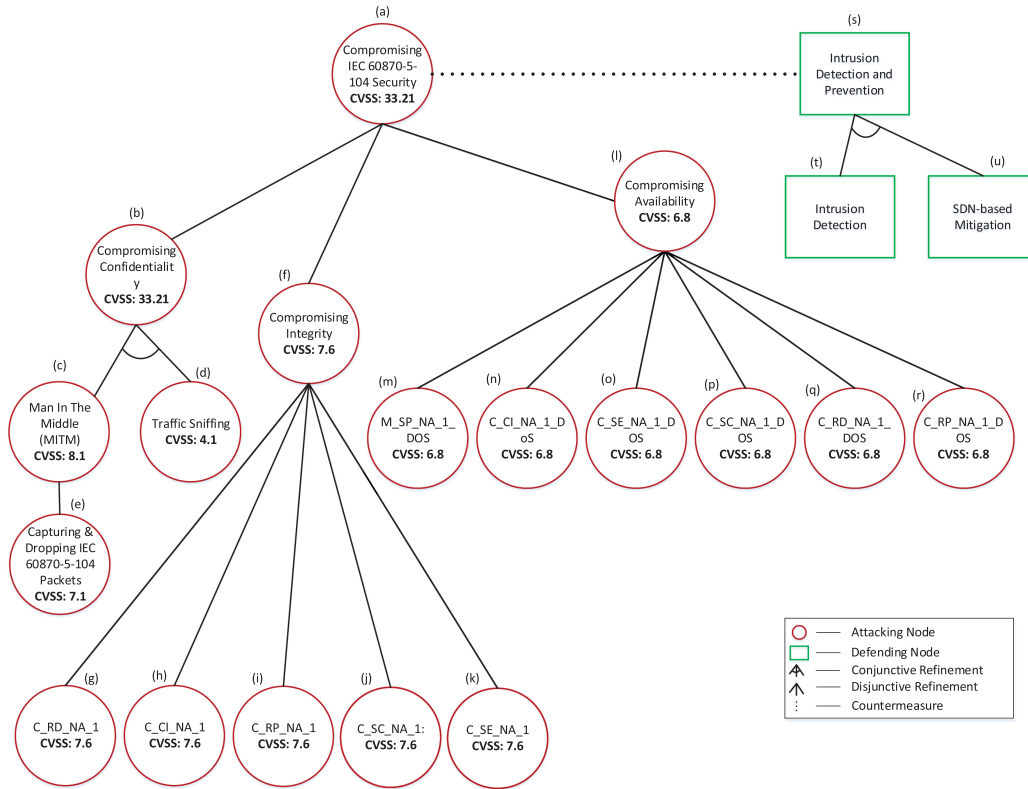 (a)
Compromising
IEC 60870-5-
104 Security
CVSS: 33.21
(s)
Intrusion
Detection and
Prevention
(t)
Intrusion
Detection
(u)
SDN-based
Mitigation
(l)
Compromising
Availability
CVSS: 6.8
(b)
Compromising
Confidentialit
y
CVSS: 33.21
(f)
Compromising
Integrity
CVSS: 7.6
(c)
Man In The
Middle
(MITM)
CVSS: 8.1
(d)
Traffic Sniffing
CVSS: 4.1
(e)
Capturing &
Dropping IEC
60870-5-104
Packets
CVSS: 7.1
(m)
M_SP_NA_1_
DOS
CVSS: 6.8
(n)
C_CI_NA_1_D
oS
CVSS: 6.8
(o)
C_SE_NA_1_D
OS
CVSS: 6.8
(p)
C_SC_NA_1_D
OS
CVSS: 6.8
(q)
C_RD_NA_1_
DOS
CVSS: 6.8
(r)
C_RP_NA_1_D
OS
CVSS: 6.8
(g)
C_RD_NA_1
CVSS: 7.6
(h)
C_CI_NA_1
CVSS: 7.6
(i)
C_RP_NA_1
CVSS: 7.6
(j)
C_SC_NA_1:
CVSS: 7.6
(k)
C_SE_NA_1
CVSS: 7.6
Attacking Node
Defending Node
Conjunctive Refinement
Disjunctive Refinement
Countermeasure